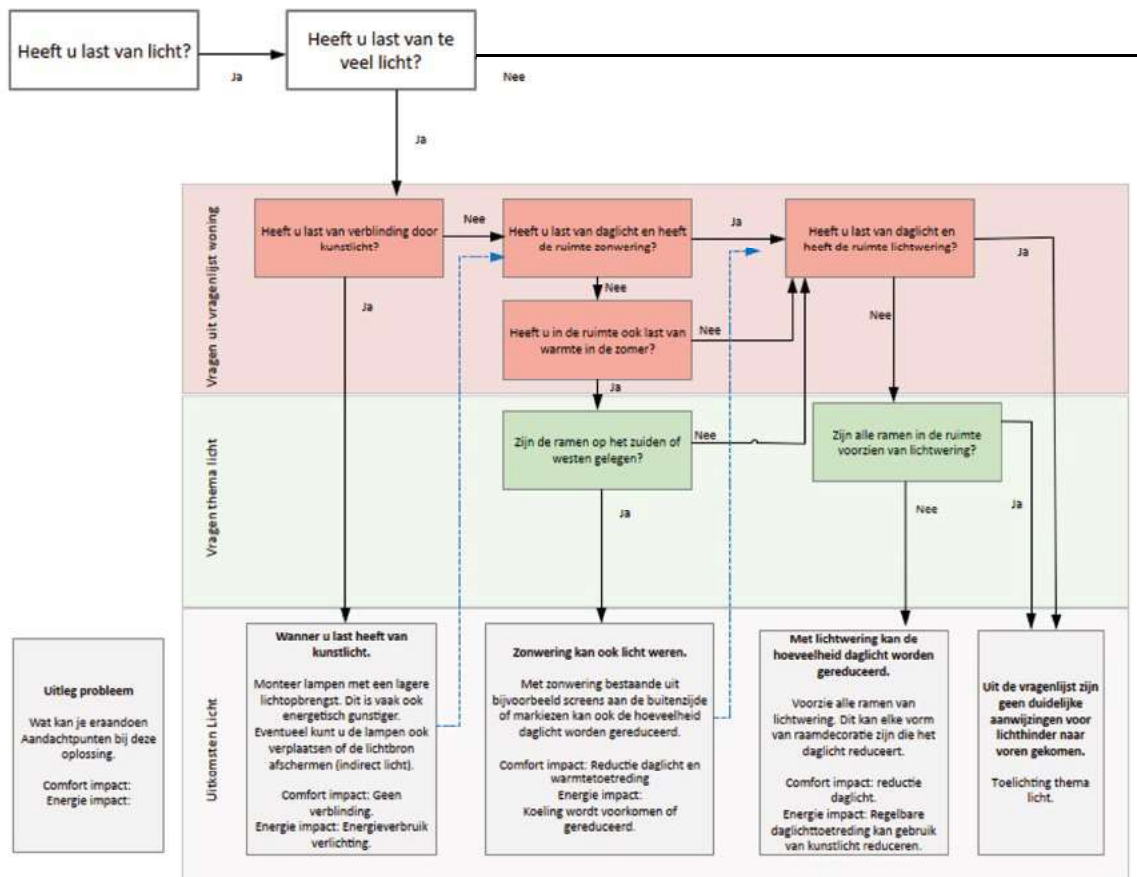 Heeft u last van licht?
Ja
Heeft u last van te
veel licht?
Nee
Ja
Vragen uit vragenlijst woning
Heeft u last van verblinding door
kunstlicht?
Nee
Heeft u last van daglicht en heeft
de ruimte zonwering?
Ja
Heeft u last van daglicht en
heeft de ruimte lichtwering?
Ja
Nee
Ja
Heeft u in de ruimte ook last van
warmte in de zomer?
Nee
Nee
Ja
Vragen thema licht
Zijn de ramen op het zuiden of
westen gelegen?
Nee
Zijn alle ramen in de ruimte
voorzien van lichtwering?
Ja
Nee
Ja
Uitkomsten Licht
Uitleg probleem
Wat kan je eraandoen
Aandachtpunten bij deze
oplossing.
Comfort impact:
Energie impact:
Wanner u last heeft van
kunstlicht.
Monteer lampen met een lagere
lichtopbrengst. Dit is vaak ook
energetisch gunstiger.
Eventueel kunt u de lampen ook
verplaatsen of de lichtbron
afschermen (indirect licht).
Comfort impact: Geen
verblinding.
Energie impact: Energieverbruik
verlichting.
Zonwering kan ook licht weren.
Met zonwering bestaande uit
bijvoorbeeld screens aan de buitenzijde
of markiezen kan ook de hoeveelheid
daglicht worden gereduceerd.
Comfort impact: Reductie daglicht en
warmtetoetreding
Energie impact:
Koeling wordt voorkomen of
gereduceerd.
Met lichtwering kan de
hoeveelheid daglicht worden
gereduceerd.
Voorzie alle ramen van
lichtwering. Dit kan elke vorm
van raamdecoratie zijn die het
daglicht reduceert.
Comfort impact: reductie
daglicht.
Energie impact: Regelbare
daglichttoetreding kan gebruik
van kunstlicht reduceren.
Uit de vragenlijst zijn
geen duidelijke
aanwijzingen voor
lichthinder naar
voren gekomen.
Toelichting thema
licht.